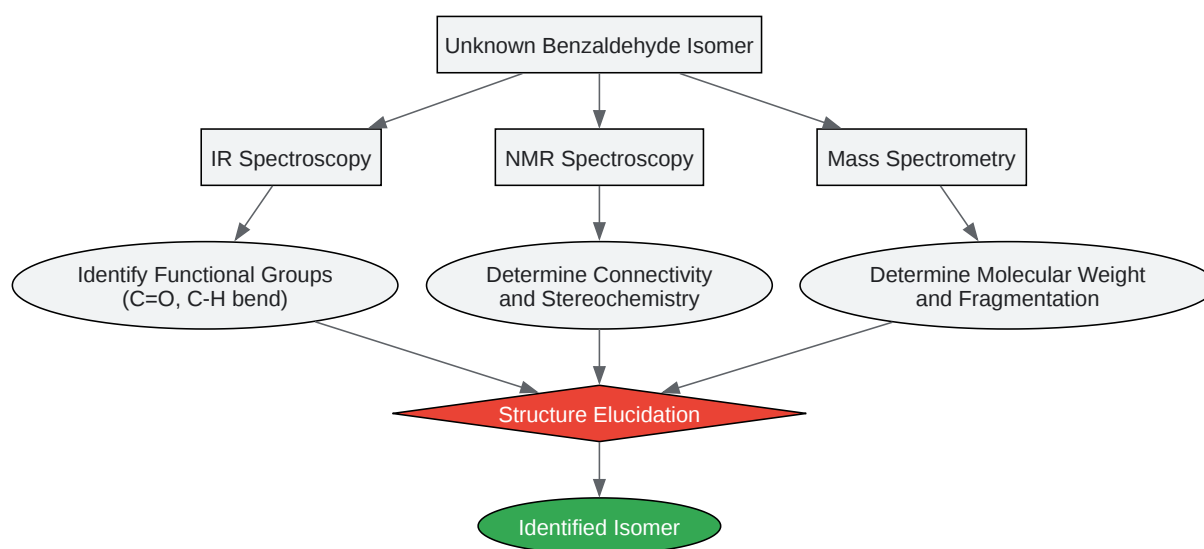 Unknown Benzaldehyde Isomer
IR Spectroscopy
NMR Spectroscopy
Mass Spectrometry
Identify Functional Groups
(C=O, C-H bend)
Determine Connectivity
and Stereochemistry
Determine Molecular Weight
and Fragmentation
Structure Elucidation
Identified Isomer